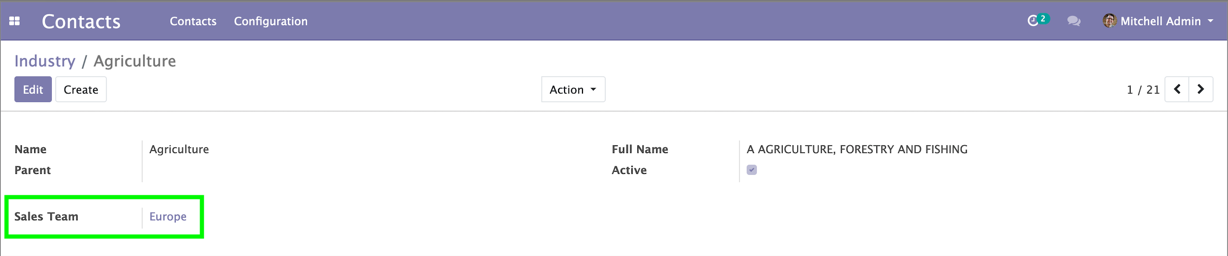 Contacts Contacts Configuration 2 Mitchell Admin
Industry / Agriculture
Edit Create Action 1 / 21
Name Agriculture Full Name A AGRICULTURE, FORESTRY AND FISHING
Parent Active
Sales Team Europe